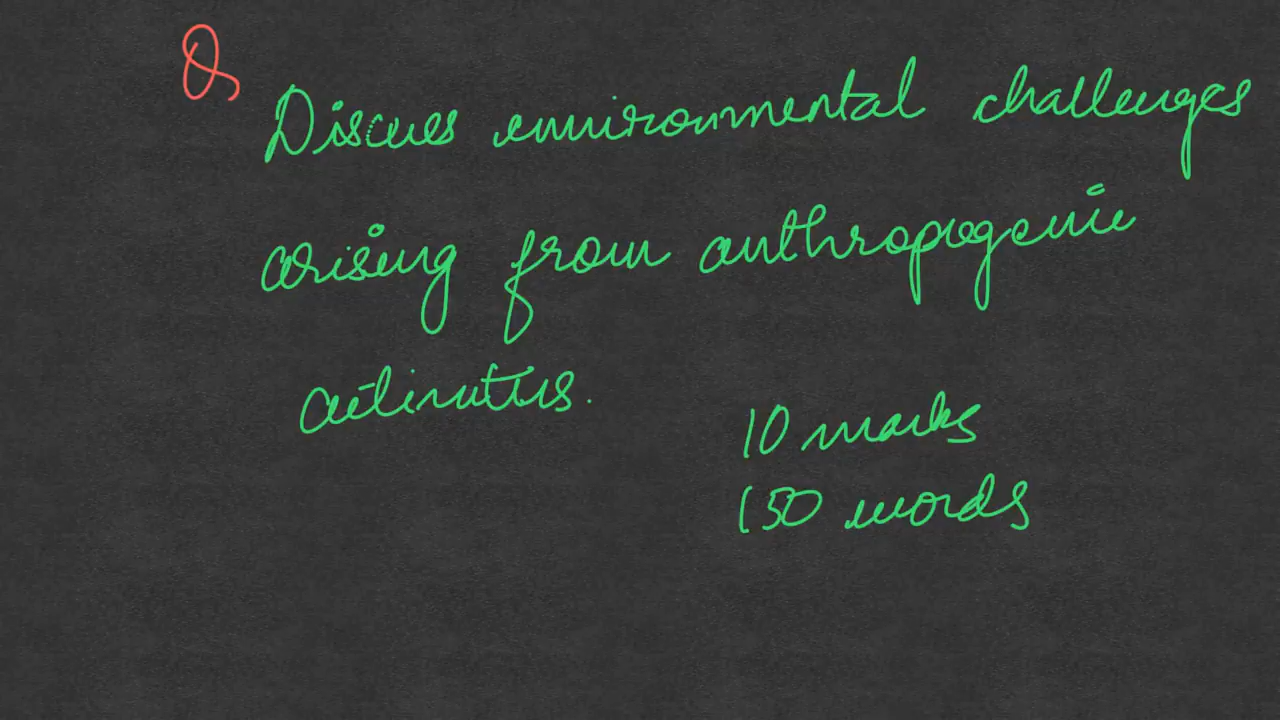 Q
Discuss environmental challenges
arising from anthropogenic
activities.
10 marks
150 words